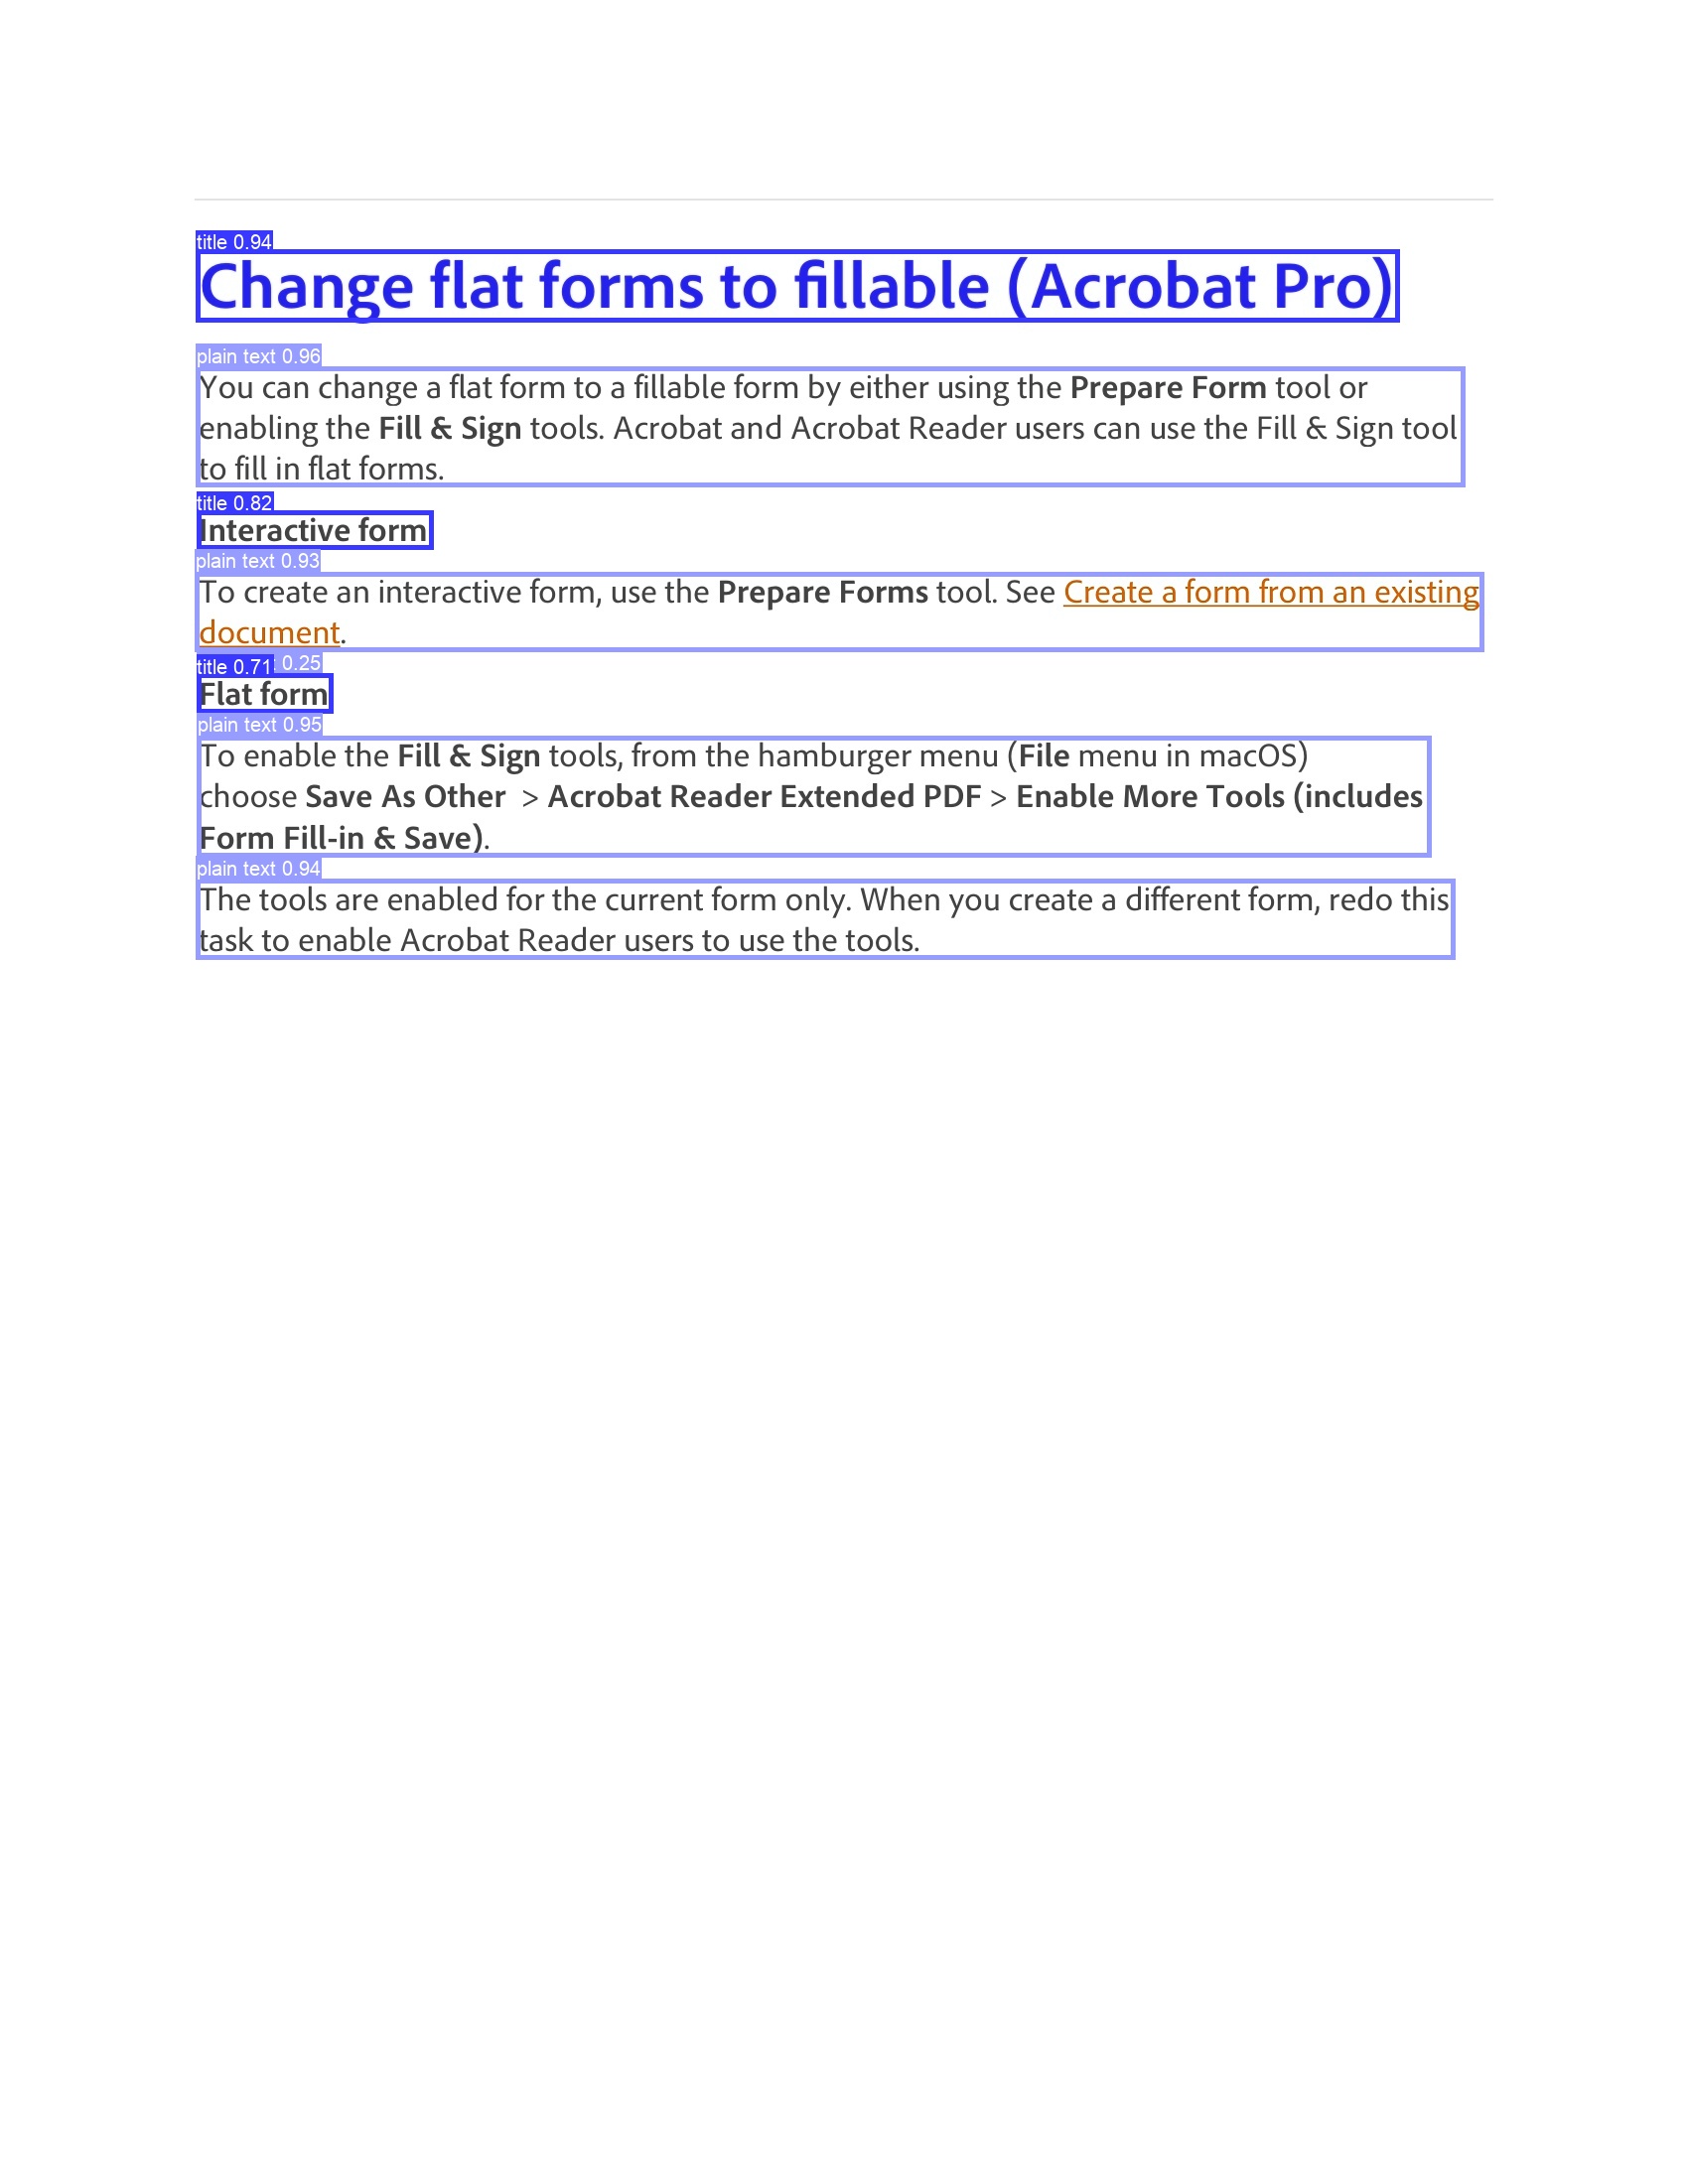 title 0.94
Change flat forms to fillable (Acrobat Pro)
plain text 0.96
You can change a flat form to a fillable form by either using the Prepare Form tool or
enabling the Fill & Sign tools. Acrobat and Acrobat Reader users can use the Fill & Sign tool
to fill in flat forms.
title 0.82
Interactive form
plain text 0.93
To create an interactive form, use the Prepare Forms tool. See Create a form from an existing
document.
title 0.71 0.25
Flat form
plain text 0.95
To enable the Fill & Sign tools, from the hamburger menu (File menu in macOS)
choose Save As Other > Acrobat Reader Extended PDF > Enable More Tools (includes
Form Fill-in & Save).
plain text 0.94
The tools are enabled for the current form only. When you create a different form, redo this
task to enable Acrobat Reader users to use the tools.